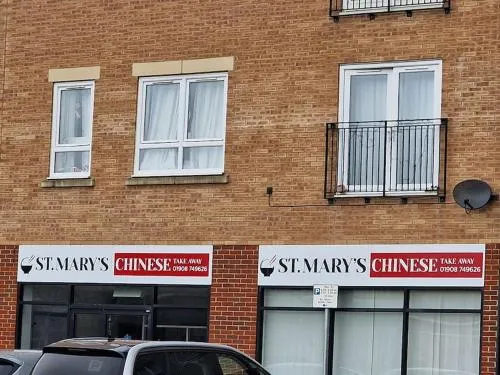 ST. MARY'S CHINESE TAKE AWAY
01908 749626
ST. MARY'S CHINESE TAKE AWAY
01908 749626
P